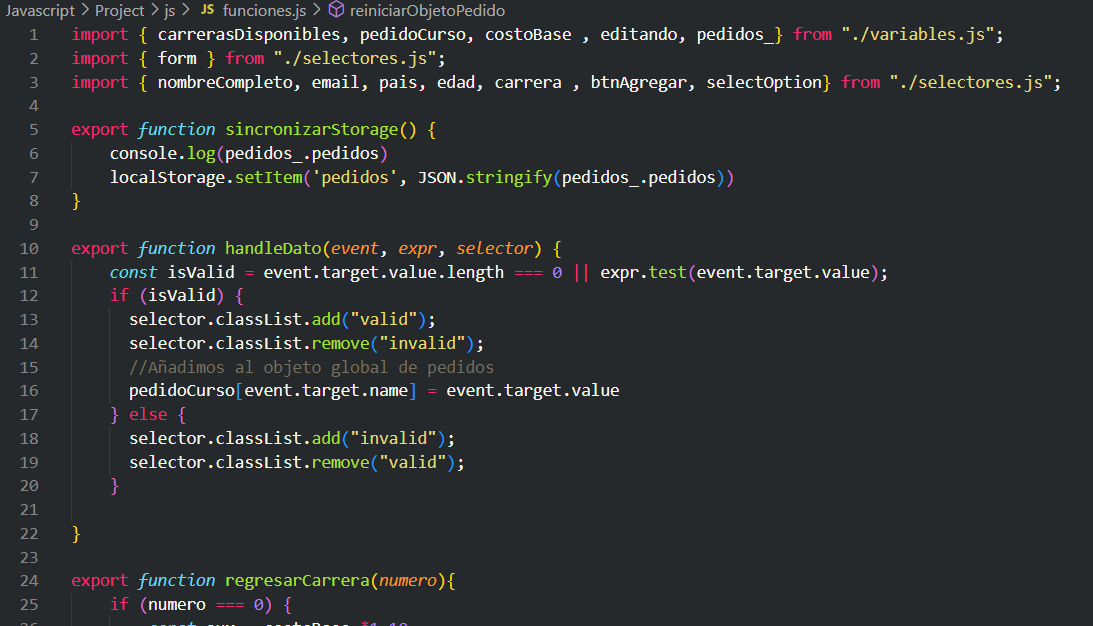 Javascript > Project > js > JS funciones.js > reiniciarObjetoPedido
1 import { carrerasDisponibles, pedidoCurso, costoBase , editando, pedidos_} from "./variables.js";
2 import { form } from "./selectores.js";
3 import { nombreCompleto, email, pais, edad, carrera , btnAgregar, selectOption} from "./selectores.js";
4
5 export function sincronizarStorage() {
6 console.log(pedidos_.pedidos)
7 localStorage.setItem('pedidos', JSON.stringify(pedidos_.pedidos))
8 }
9
10 export function handleDato(event, expr, selector) {
11 const isValid = event.target.value.length === 0 || expr.test(event.target.value);
12 if (isValid) {
13 selector.classList.add("valid");
14 selector.classList.remove("invalid");
15 //Añadimos al objeto global de pedidos
16 pedidoCurso[event.target.name] = event.target.value
17 } else {
18 selector.classList.add("invalid");
19 selector.classList.remove("valid");
20 }
21
22 }
23
24 export function regresarCarrera(numero){
25 if (numero === 0) {